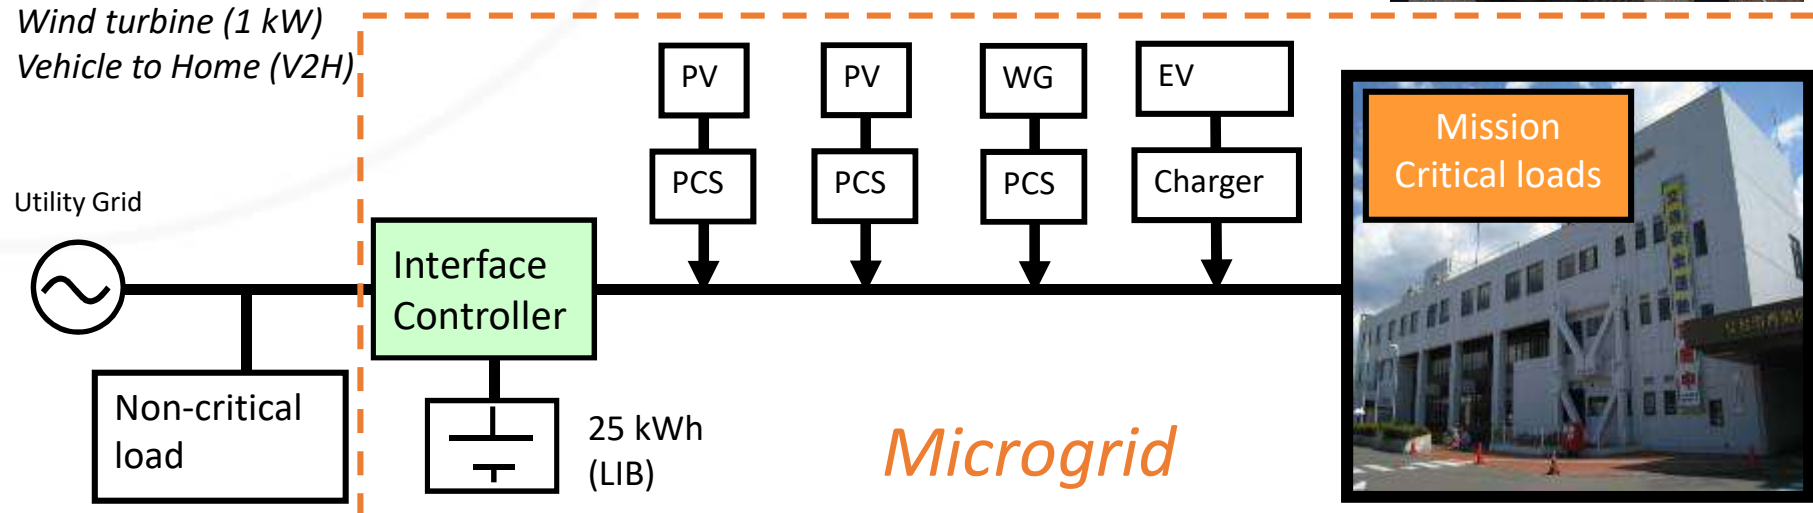 Wind turbine (1 kW)
Vehicle to Home (V2H)
PV
PV
WG
EV
PCS
PCS
PCS
Charger
Mission
Critical loads
Utility Grid
Interface
Controller
Non-critical
load
25 kWh
(LIB)
Microgrid